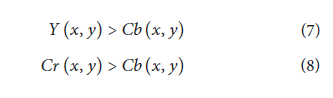 Y (x, y) > Cb (x, y) (7)
Cr (x, y) > Cb (x, y) (8)